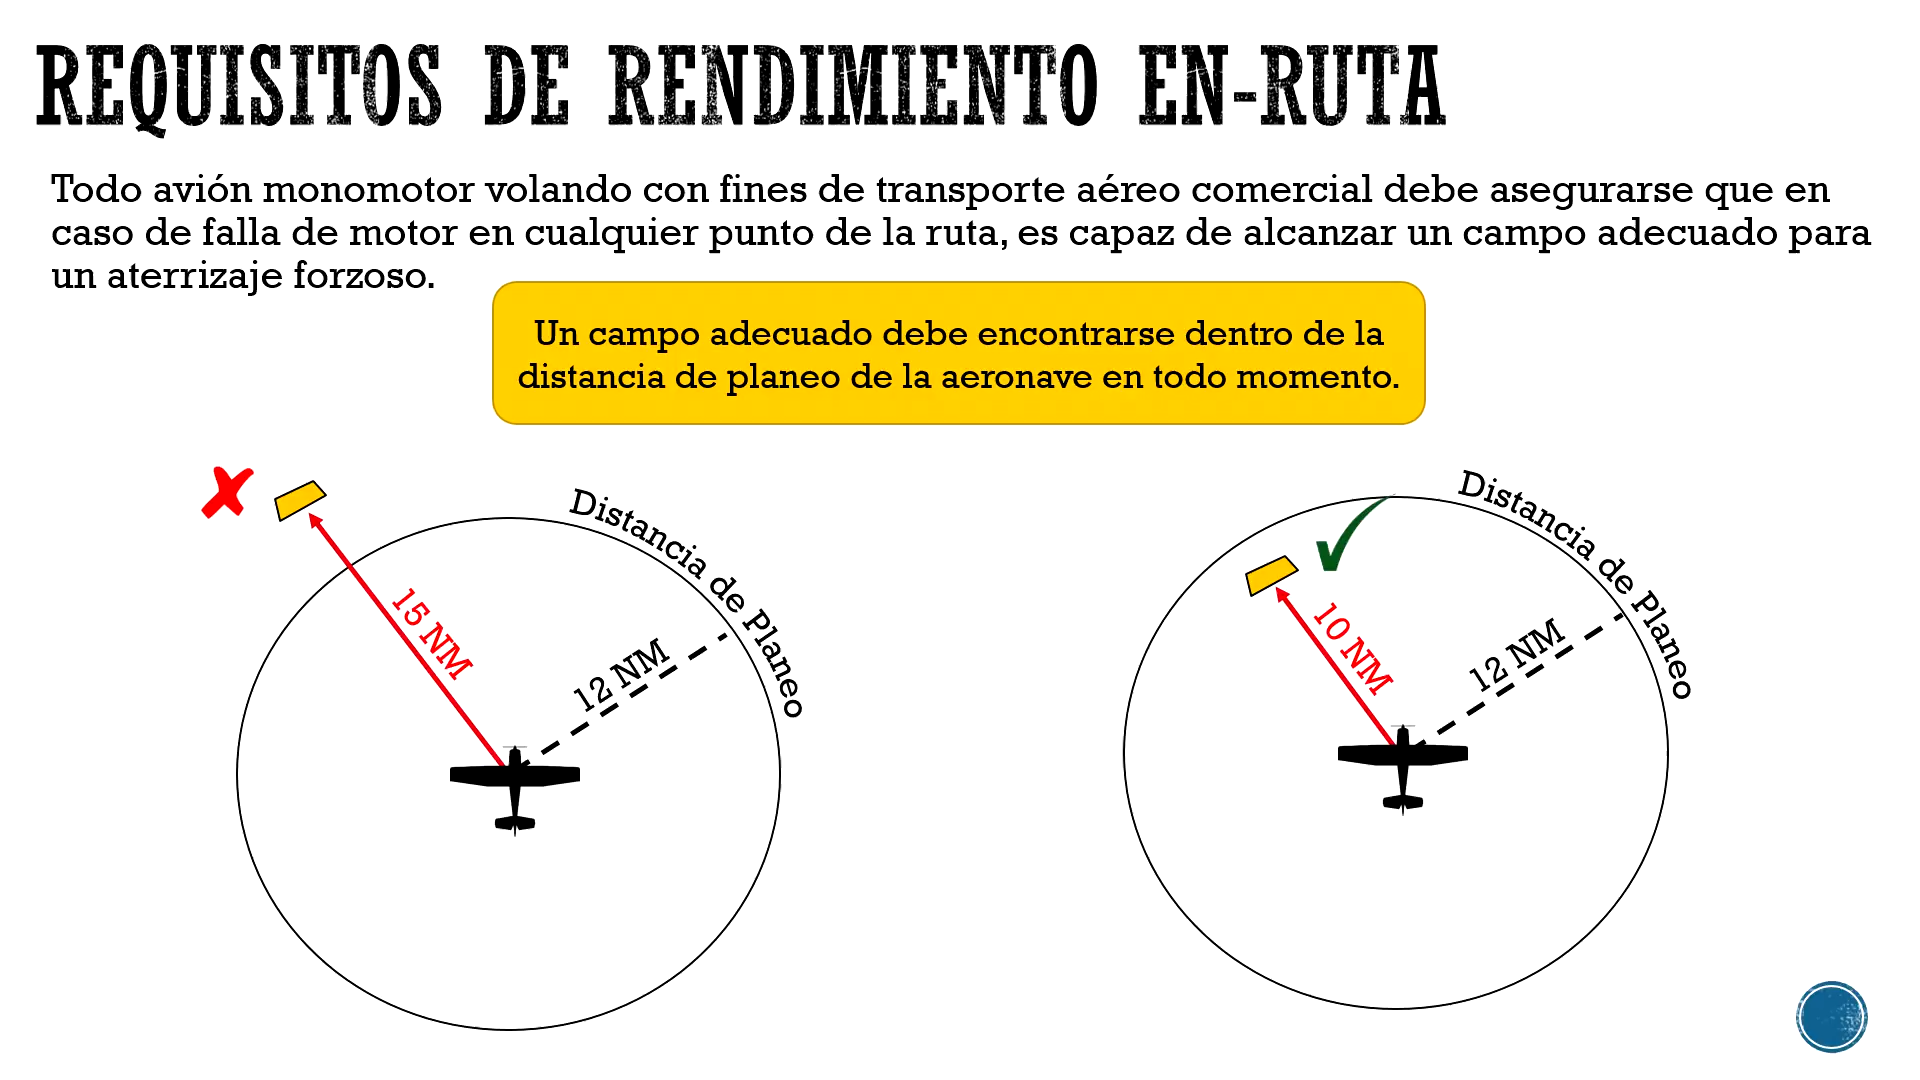 REQUISITOS DE RENDIMIENTO EN-RUTA
Todo avión monomotor volando con fines de transporte aéreo comercial debe asegurarse que en
caso de falla de motor en cualquier punto de la ruta, es capaz de alcanzar un campo adecuado para
un aterrizaje forzoso.
Un campo adecuado debe encontrarse dentro de la
distancia de planeo de la aeronave en todo momento.
Distancia de Planeo
15 NM
12 NM
Distancia de Planeo
10 NM
12 NM